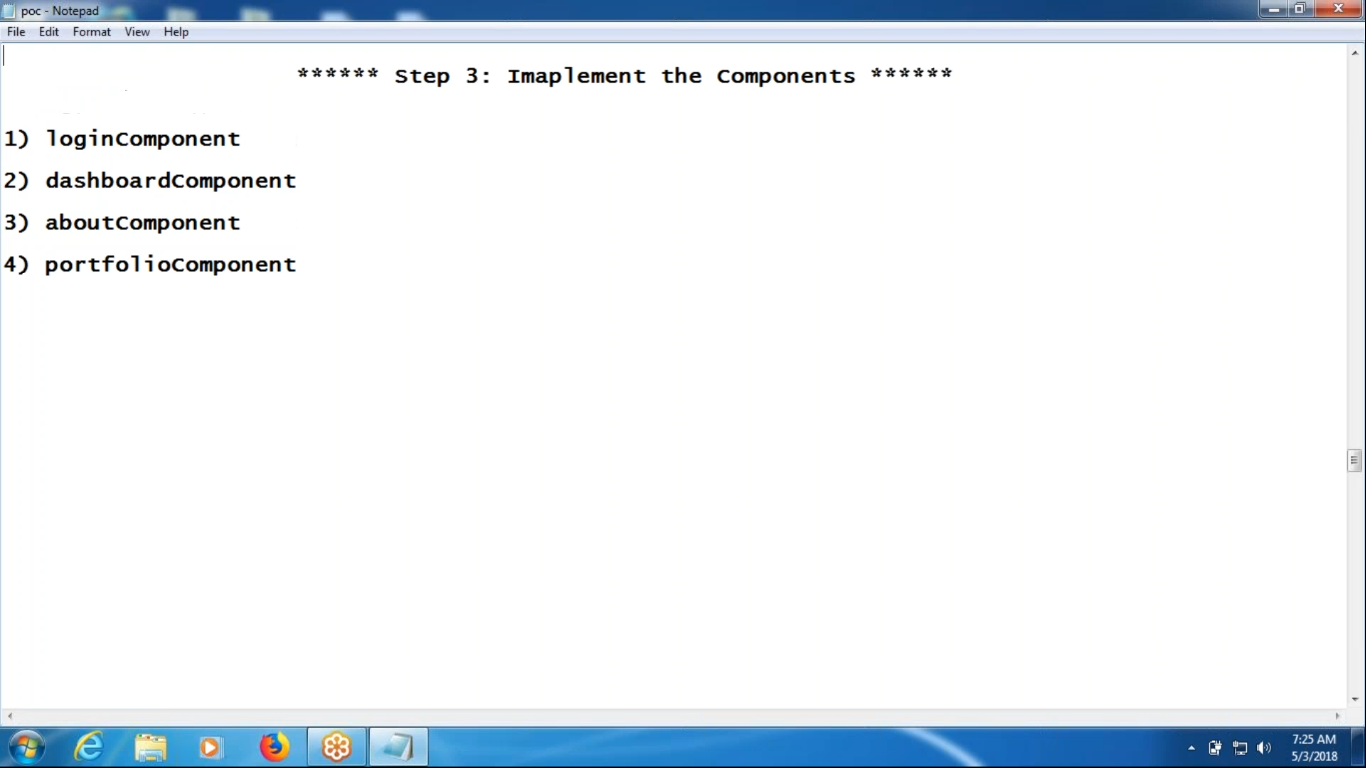 poc - Notepad
File Edit Format View Help
****** Step 3: Imaplement the Components ******
1) loginComponent
2) dashboardComponent
3) aboutComponent
4) portfolioComponent
7:25 AM
5/3/2018